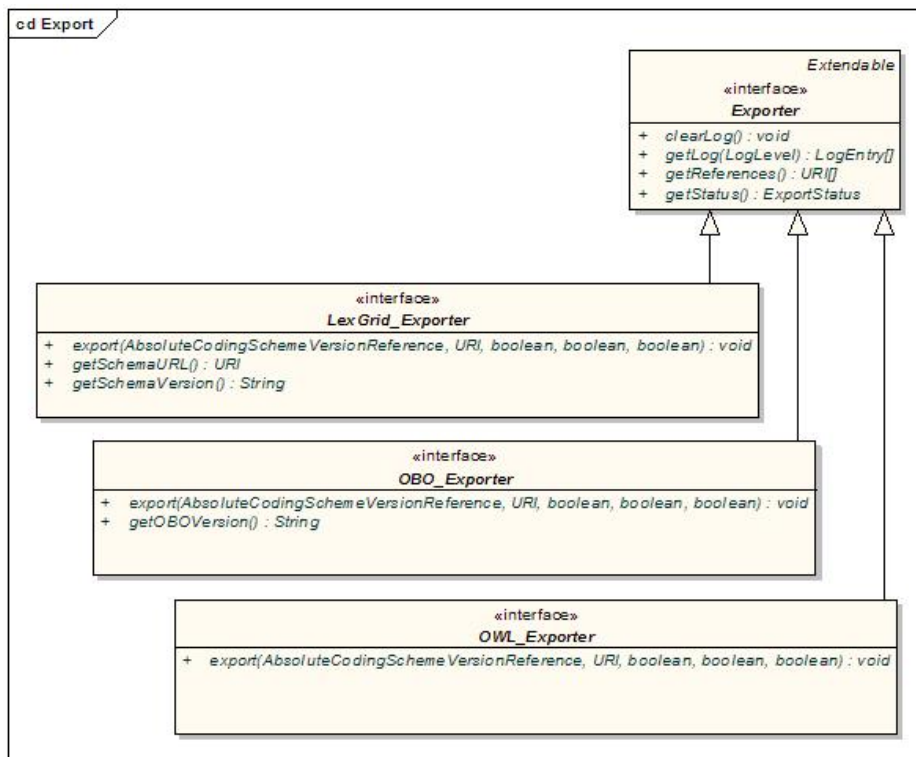 cd Export
Extendable
«interface»
Exporter
+ clearLog() : void
+ getLog(LogLevel) : LogEntry[]
+ getReferences() : URI[]
+ getStatus() : ExportStatus
«interface»
LexGrid_Exporter
+ export(AbsoluteCodingSchemeVersionReference, URI, boolean, boolean, boolean) : void
+ getSchemaURL() : URI
+ getSchemaVersion() : String
«interface»
OBO_Exporter
+ export(AbsoluteCodingSchemeVersionReference, URI, boolean, boolean, boolean) : void
+ getOBOVersion() : String
«interface»
OWL_Exporter
+ export(AbsoluteCodingSchemeVersionReference, URI, boolean, boolean, boolean) : void